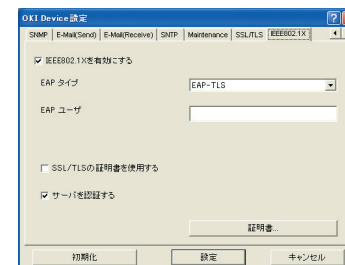 OKI Device設定
SNMP E-Mail(Send) E-Mail(Receive) SNTP Maintenance SSL/TLS IEEE802.1X
IEEE802.1Xを有効にする
EAP タイプ EAP-TLS
EAP ユーザ
SSL/TLSの証明書を使用する
サーバを認証する
証明書...
初期化 設定 キャンセル